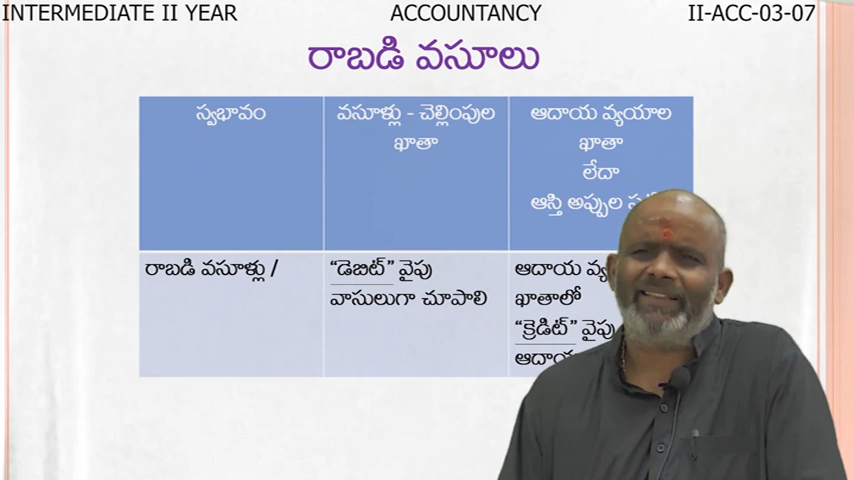 INTERMEDIATE II YEAR ACCOUNTANCY II-ACC-03-07
రాబడి వసూలు
స్వభావం
వసూళ్లు - చెల్లింపుల
ఖాతా
ఆదాయ వ్యయాల
ఖాతా
లేదా
ఆస్తి అప్పుల
రాబడి వసూళ్లు /
“డెబిట్” వైపు
వాసులుగా చూపాలి
ఆదాయ
ఖాతాలో
“క్రెడిట్” వైపు